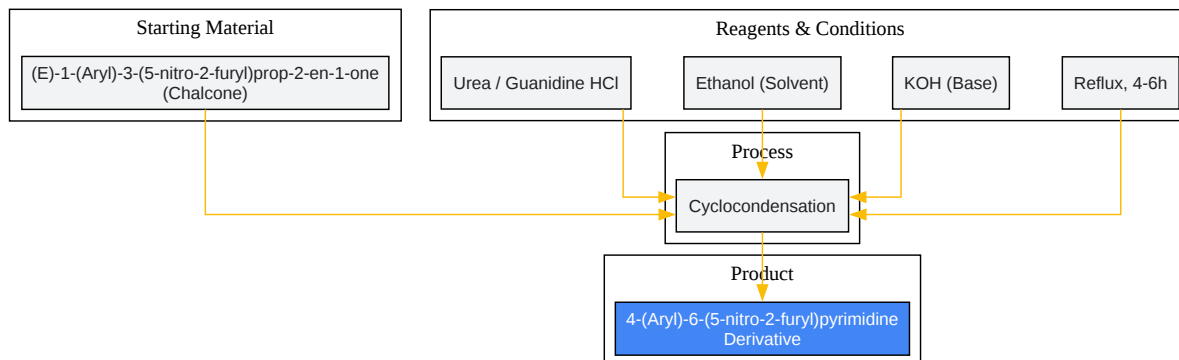 Starting Material
(E)-1-(Aryl)-3-(5-nitro-2-furyl)prop-2-en-1-one
(Chalcone)
Reagents & Conditions
Urea / Guanidine HCl
Ethanol (Solvent)
KOH (Base)
Reflux, 4-6h
Process
Cyclocondensation
Product
4-(Aryl)-6-(5-nitro-2-furyl)pyrimidine
Derivative